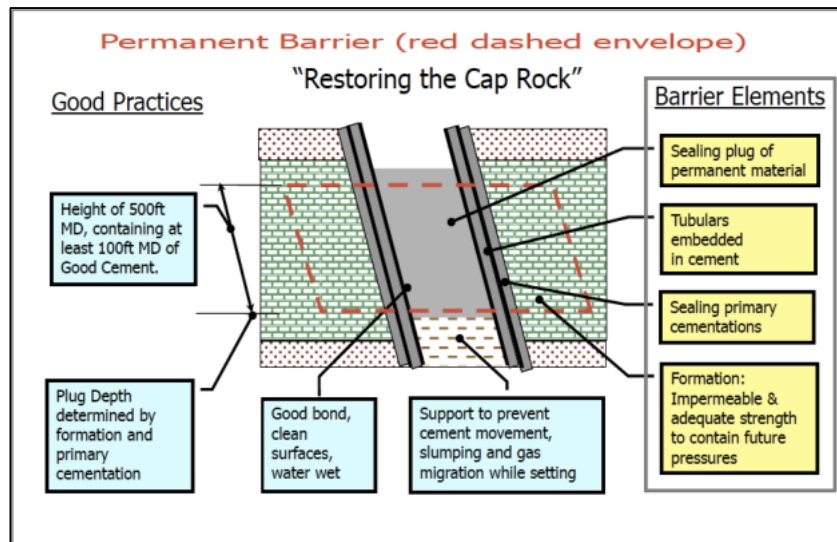 Permanent Barrier (red dashed envelope)
“Restoring the Cap Rock”
Good Practices
Height of 500ft
MD, containing at
least 100ft MD of
Good Cement.
Plug Depth
determined by
formation and
primary
cementation
Good bond,
clean
surfaces,
water wet
Support to prevent
cement movement,
slumping and gas
migration while setting
Barrier Elements
Sealing plug of
permanent material
Tubulars
embedded
in cement
Sealing primary
cementations
Formation:
Impermeable &
adequate strength
to contain future
pressures